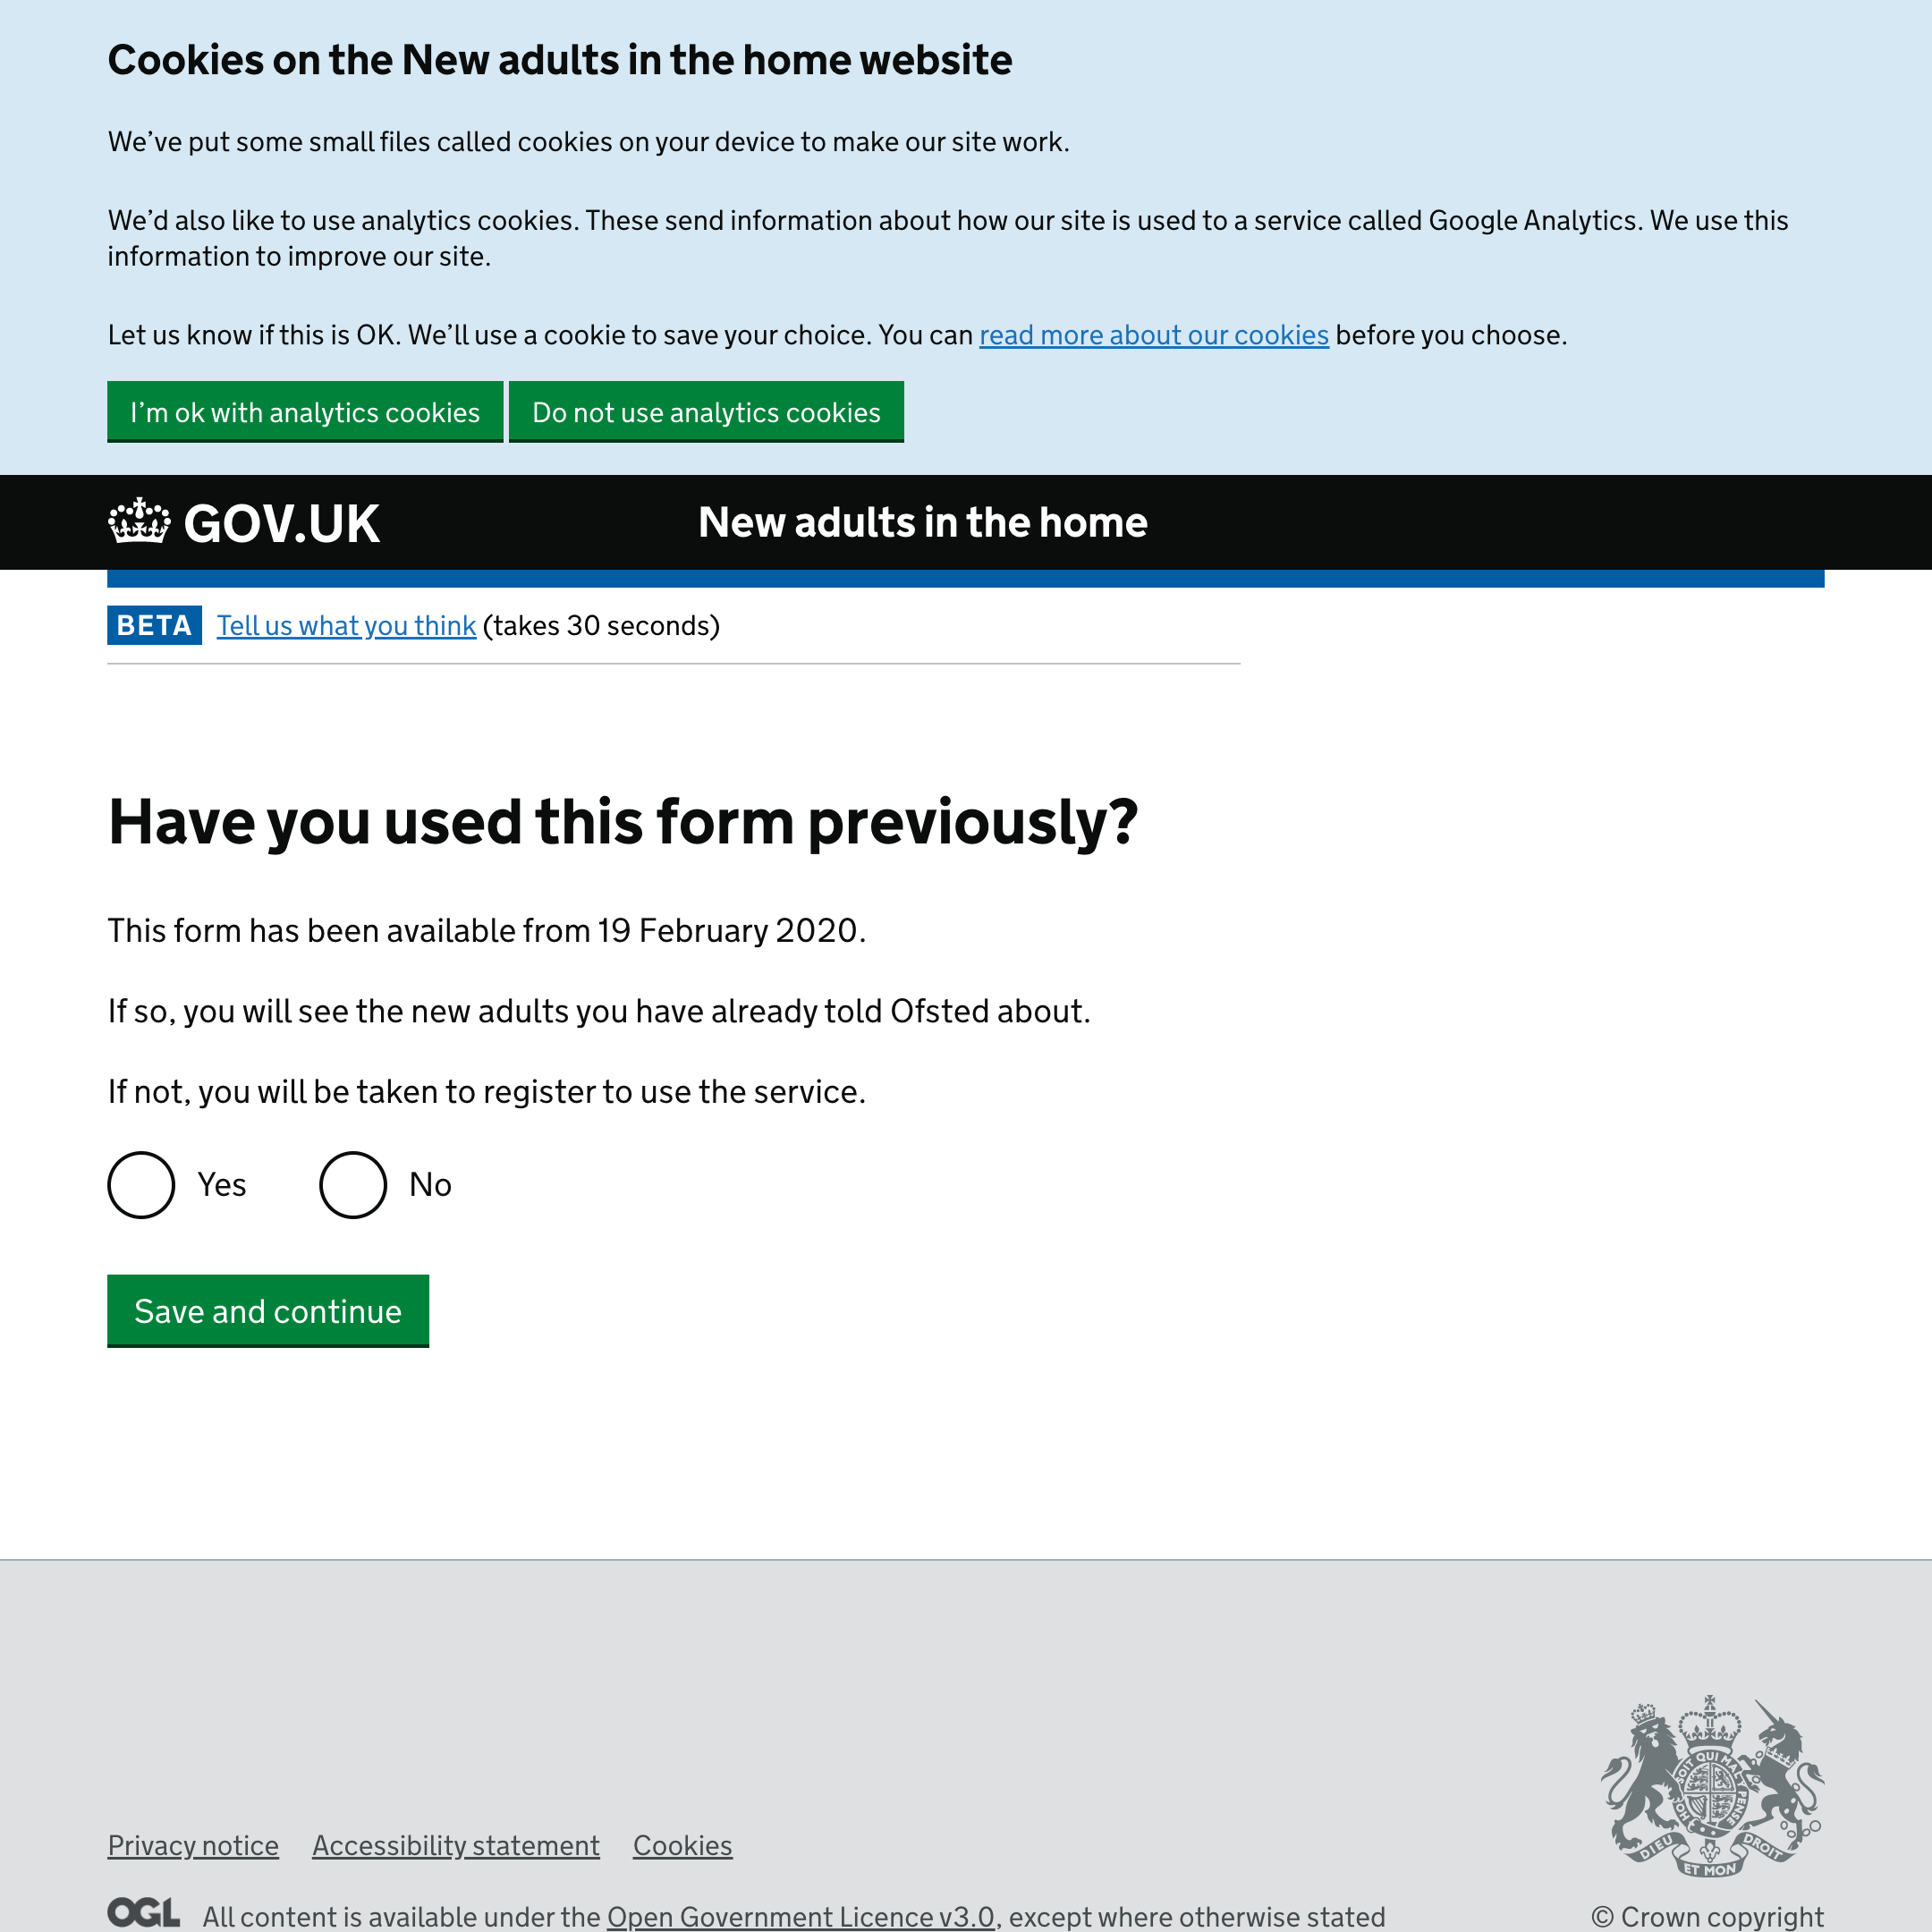 Cookies on the New adults in the home website
We’ve put some small files called cookies on your device to make our site work.
We’d also like to use analytics cookies. These send information about how our site is used to a service called Google Analytics. We use this
information to improve our site.
Let us know if this is OK. We’ll use a cookie to save your choice. You can read more about our cookies before you choose.
I’m ok with analytics cookies Do not use analytics cookies
GOV.UK New adults in the home
BETA Tell us what you think (takes 30 seconds)
Have you used this form previously?
This form has been available from 19 February 2020.
If so, you will see the new adults you have already told Ofsted about.
If not, you will be taken to register to use the service.
Yes No
Save and continue
SOIT QUI MAL
PENSE
HON
DIEU ET MON DROIT
Privacy notice Accessibility statement Cookies
OGL All content is available under the Open Government Licence v3.0, except where otherwise stated
© Crown copyright